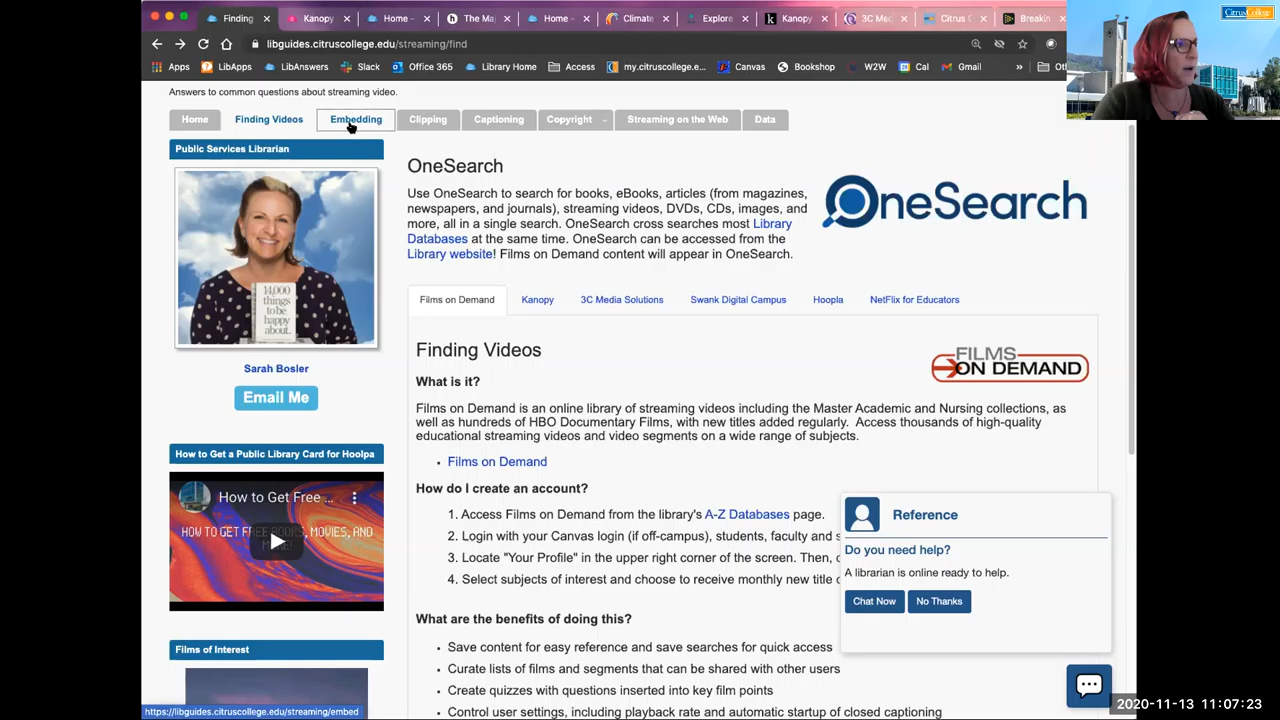 Finding
Kanopy
Home -
The Ma
Home -
Climate
Explore
Kanopy
3C Med
Citrus C
Breakin
libguides.citruscollege.edu/streaming/find
Apps LibApps LibAnswers Slack Office 365 Library Home Access my.citruscollege.e... Canvas Bookshop W2W Cal Gmail » Ot
Citrus College
Answers to common questions about streaming video.
Home Finding Videos Embedding Clipping Captioning Copyright Streaming on the Web Data
Public Services Librarian
14,000
things
to be
happy
about.
Sarah Bosler
Email Me
How to Get a Public Library Card for Hoolpa
How to Get Free ...
HOW TO GET FREE BOOKS, MOVIES, AND
Films of Interest
OneSearch
Use OneSearch to search for books, eBooks, articles (from magazines,
newspapers, and journals), streaming videos, DVDs, CDs, images, and
more, all in a single search. OneSearch cross searches most Library
Databases at the same time. OneSearch can be accessed from the
Library website! Films on Demand content will appear in OneSearch.
OneSearch
Films on Demand Kanopy 3C Media Solutions Swank Digital Campus Hoopla NetFlix for Educators
Finding Videos
FILMS
ON DEMAND
What is it?
Films on Demand is an online library of streaming videos including the Master Academic and Nursing collections, as
well as hundreds of HBO Documentary Films, with new titles added regularly. Access thousands of high-quality
educational streaming videos and video segments on a wide range of subjects.
• Films on Demand
How do I create an account?
1. Access Films on Demand from the library's A-Z Databases page.
2. Login with your Canvas login (if off-campus), students, faculty and s
3. Locate "Your Profile" in the upper right corner of the screen. Then, c
4. Select subjects of interest and choose to receive monthly new title
What are the benefits of doing this?
• Save content for easy reference and save searches for quick access
• Curate lists of films and segments that can be shared with other users
• Create quizzes with questions inserted into key film points
• Control user settings, including playback rate and automatic startup of closed captioning
Reference
Do you need help?
A librarian is online ready to help.
Chat Now No Thanks
https://libguides.citruscollege.edu/streaming/embed
2020-11-13 11:07:23